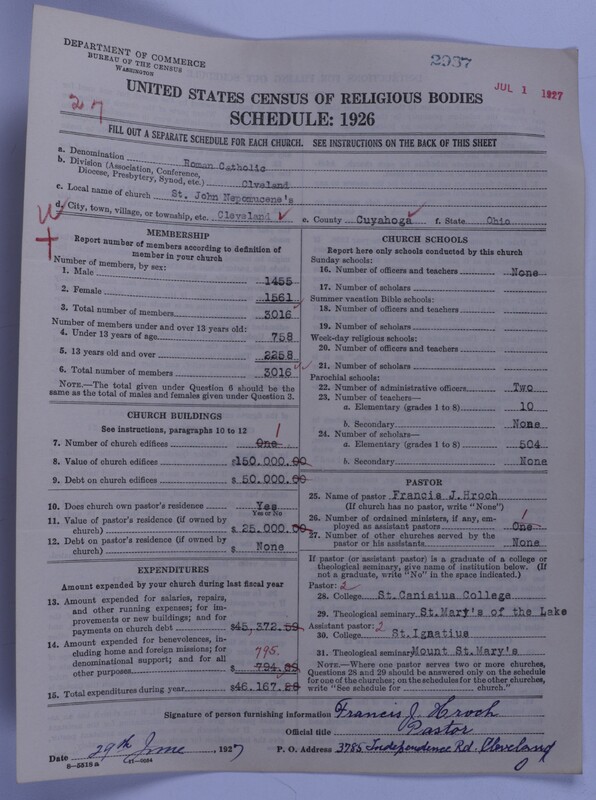 DEPARTMENT OF COMMERCE
BUREAU OF THE CENSUS
WASHINGTON
2937
JUL 1 1927
27
UNITED STATES CENSUS OF RELIGIOUS BODIES
SCHEDULE: 1926
FILL OUT A SEPARATE SCHEDULE FOR EACH CHURCH. SEE INSTRUCTIONS ON THE BACK OF THIS SHEET
a. Denomination Roman Catholic
b. Division (Association, Conference, Diocese, Presbytery, Synod, etc.) Clveland
c. Local name of church St. John Nepomucene's
d. City, town, village, or township, etc. Cleveland e. County Cuyahoga f. State Ohio
MEMBERSHIP
Report number of members according to definition of
member in your church
Number of members, by sex:
1. Male 1455
2. Female 1561
3. Total number of members 3016
Number of members under and over 13 years old:
4. Under 13 years of age 758
5. 13 years old and over 2258
6. Total number of members 3016
NOTE.—The total given under Question 6 should be
the same as the total of males and females given under Question 3.
CHURCH BUILDINGS
See instructions, paragraphs 10 to 12
7. Number of church edifices One 1
8. Value of church edifices $150.000.00
9. Debt on church edifices $ 50.000.00
10. Does church own pastor's residence Yes
Yes or No
11. Value of pastor's residence (if owned by
church) $ 25.000.00
12. Debt on pastor's residence (if owned by
church) $ None
EXPENDITURES
Amount expended by your church during last fiscal year
13. Amount expended for salaries, repairs,
and other running expenses; for im-
provements or new buildings; and for
payments on church debt $45,372.59
14. Amount expended for benevolences,
including home and foreign missions; for
denominational support; and for all
other purposes $ 794.69 795.
15. Total expenditures during year $46.167.28
CHURCH SCHOOLS
Report here only schools conducted by this church
Sunday schools:
16. Number of officers and teachers None
17. Number of scholars
Summer vacation Bible schools:
18. Number of officers and teachers
19. Number of scholars
Week-day religious schools:
20. Number of officers and teachers
21. Number of scholars
Parochial schools:
22. Number of administrative officers Two
23. Number of teachers—
a. Elementary (grades 1 to 8) 10
b. Secondary None
24. Number of scholars—
a. Elementary (grades 1 to 8) 504
b. Secondary None
PASTOR
25. Name of pastor Francis J.Hroch
(If church has no pastor, write "None")
26. Number of ordained ministers, if any, em-
ployed as assistant pastors One 1
27. Number of other churches served by the
pastor or his assistants None
If pastor (or assistant pastor) is a graduate of a college or
theological seminary, give name of institution below. (If
not a graduate, write "No" in the space indicated.)
Pastor: 2
28. College St.Canisius College
29. Theological seminary St.Mary's of the Lake
Assistant pastor: 2
30. College St.Ignatius
31. Theological seminary Mount St.Mary's
NOTE.—Where one pastor serves two or more churches,
Questions 28 and 29 should be answered only on the schedule
for one of the churches; on the schedules for the other churches,
write "See schedule for church."
Signature of person furnishing information Francis J. Hroch
Official title Pastor
Date 29th June, 1927 P. O. Address 3785 Independence Rd. Cleveland
8-5318a 11-9084